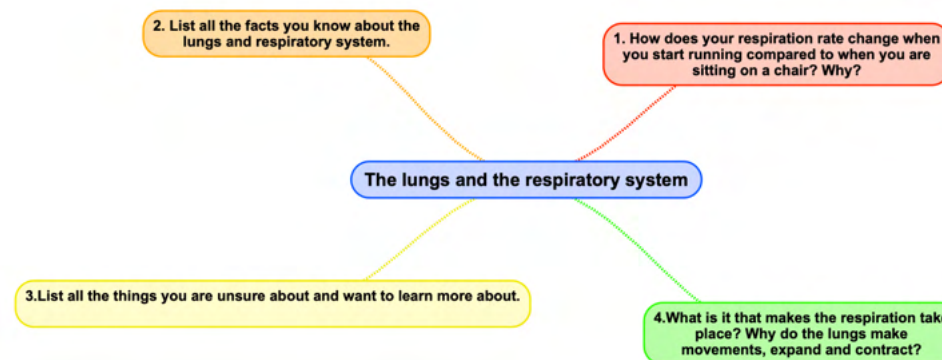 2. List all the facts you know about the
lungs and respiratory system.
1. How does your respiration rate change when
you start running compared to when you are
sitting on a chair? Why?
The lungs and the respiratory system
3.List all the things you are unsure about and want to learn more about.
4.What is it that makes the respiration take
place? Why do the lungs make
movements, expand and contract?